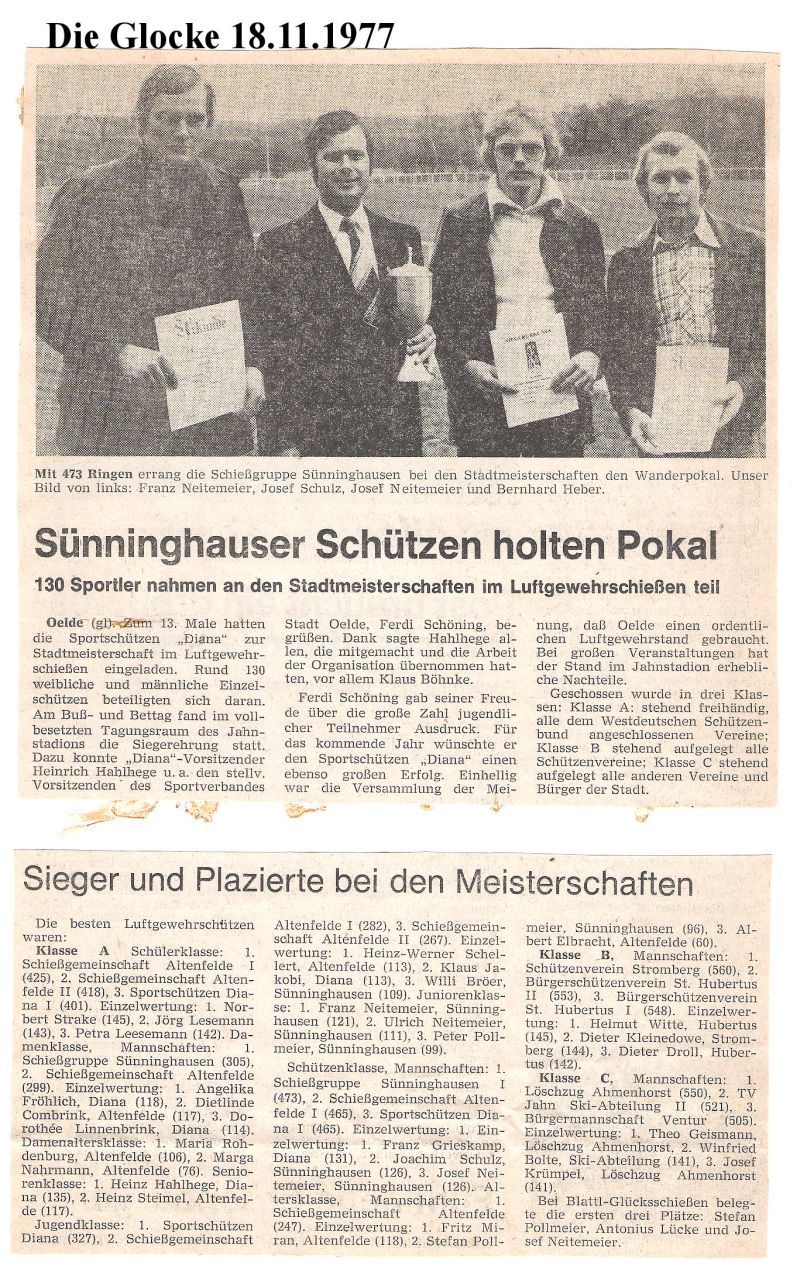 Die Glocke 18.11.1977
Urkunde
SIEGERURKUNDE
Mit 473 Ringen errang die Schießgruppe Sünninghausen bei den Stadtmeisterschaften den Wanderpokal. Unser
Bild von links: Franz Neitemeier, Josef Schulz, Josef Neitemeier und Bernhard Heber.
Sünninghauser Schützen holten Pokal
130 Sportler nahmen an den Stadtmeisterschaften im Luftgewehrschießen teil
Oelde (gl). Zum 13. Male hatten
die Sportschützen „Diana“ zur
Stadtmeisterschaft im Luftgewehr-
schießen eingeladen. Rund 130
weibliche und männliche Einzel-
schützen beteiligten sich daran.
Am Buß- und Bettag fand im voll-
besetzten Tagungsraum des Jahn-
stadions die Siegerehrung statt.
Dazu konnte „Diana“-Vorsitzender
Heinrich Hahlhege u. a. den stellv.
Vorsitzenden des Sportverbandes
Stadt Oelde, Ferdi Schöning, be-
grüßen. Dank sagte Hahlhege al-
len, die mitgemacht und die Arbeit
der Organisation übernommen hat-
ten, vor allem Klaus Böhnke.
Ferdi Schöning gab seiner Freu-
de über die große Zahl jugendli-
cher Teilnehmer Ausdruck. Für
das kommende Jahr wünschte er
den Sportschützen „Diana“ einen
ebenso großen Erfolg. Einhellig
war die Versammlung der Mei-
nung, daß Oelde einen ordentli-
chen Luftgewehrstand gebraucht.
Bei großen Veranstaltungen hat
der Stand im Jahnstadion erhebli-
che Nachteile.
Geschossen wurde in drei Klas-
sen: Klasse A: stehend freihändig,
alle dem Westdeutschen Schützen-
bund angeschlossenen Vereine;
Klasse B stehend aufgelegt alle
Schützenvereine; Klasse C stehend
aufgelegt alle anderen Vereine und
Bürger der Stadt.
Sieger und Plazierte bei den Meisterschaften
Die besten Luftgewehrschützen
waren:
Klasse A Schülerklasse: 1.
Schießgemeinschaft Altenfelde I
(425), 2. Schießgemeinschaft Alten-
felde II (418), 3. Sportschützen Dia-
na I (401). Einzelwertung: 1. Nor-
bert Strake (145), 2. Jörg Lesemann
(143), 3. Petra Leesemann (142). Da-
menklasse, Mannschaften: 1.
Schießgruppe Sünninghausen (305),
2. Schießgemeinschaft Altenfelde
(299). Einzelwertung: 1. Angelika
Fröhlich, Diana (118), 2. Dietlinde
Combrink, Altenfelde (117), 3. Do-
rothée Linnenbrink, Diana (114).
Damenaltersklasse: 1. Maria Roh-
denburg, Altenfelde (106), 2. Marga
Nahrmann, Altenfelde (76). Senio-
renklasse: 1. Heinz Hahlhege, Dia-
na (135), 2. Heinz Steimel, Altenfel-
de (117).
Jugendklasse: 1. Sportschützen
Diana (327), 2. Schießgemeinschaft
Altenfelde I (282), 3. Schießgemein-
schaft Altenfelde II (267). Einzel-
wertung: 1. Heinz-Werner Schel-
lert, Altenfelde (113), 2. Klaus Ja-
kobi, Diana (113), 3. Willi Bröer,
Sünninghausen (109). Juniorenklas-
se: 1. Franz Neitemeier, Sünning-
hausen (121), 2. Ulrich Neitemeier,
Sünninghausen (111), 3. Peter Poll-
meier, Sünninghausen (99).
Schützenklasse, Mannschaften: 1.
Schießgruppe Sünninghausen I
(473), 2. Schießgemeinschaft Alten-
felde I (465), 3. Sportschützen Dia-
na I (465). Einzelwertung: 1. Ein-
zelwertung: 1. Franz Grieskamp,
Diana (131), 2. Joachim Schulz,
Sünninghausen (126), 3. Josef Nei-
temeier, Sünninghausen (126). Al-
tersklasse, Mannschaften: 1.
Schießgemeinschaft Altenfelde
(247). Einzelwertung: 1. Fritz Mi-
ran, Altenfelde (118), 2. Stefan Poll-
meier, Sünninghausen (96), 3. Al-
bert Elbracht, Altenfelde (60).
Klasse B, Mannschaften: 1.
Schützenverein Stromberg (560), 2.
Bürgerschützenverein St. Hubertus
II (553), 3. Bürgerschützenverein
St. Hubertus I (548). Einzelwer-
tung: 1. Helmut Witte, Hubertus
(145), 2. Dieter Kleinedowe, Strom-
berg (144), 3. Dieter Droll, Huber-
tus (142).
Klasse C, Mannschaften: 1.
Löschzug Ahmenhorst (550), 2. TV
Jahn Ski-Abteilung II (521), 3.
Bürgermannschaft Ventur (505).
Einzelwertung: 1. Theo Geismann,
Löschzug Ahmenhorst, 2. Winfried
Bolte, Ski-Abteilung (141), 3. Josef
Krümpel, Löschzug Ahmenhorst
(141).
Bei Blattl-Glücksschießen beleg-
te die ersten drei Plätze: Stefan
Pollmeier, Antonius Lücke und Jo-
sef Neitemeier.